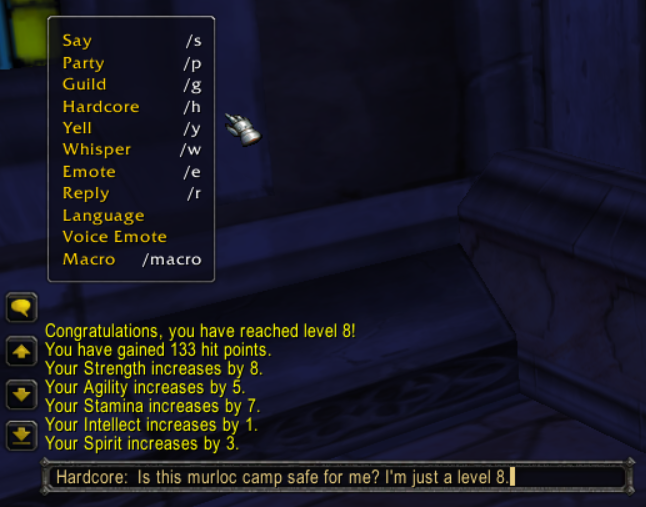 Say /s
Party /p
Guild /g
Hardcore /h
Yell /y
Whisper /w
Emote /e
Reply /r
Language
Voice Emote
Macro /macro
Congratulations, you have reached level 8!
You have gained 133 hit points.
Your Strength increases by 8.
Your Agility increases by 5.
Your Stamina increases by 7.
Your Intellect increases by 1.
Your Spirit increases by 3.
Hardcore: Is this murloc camp safe for me? I'm just a level 8.